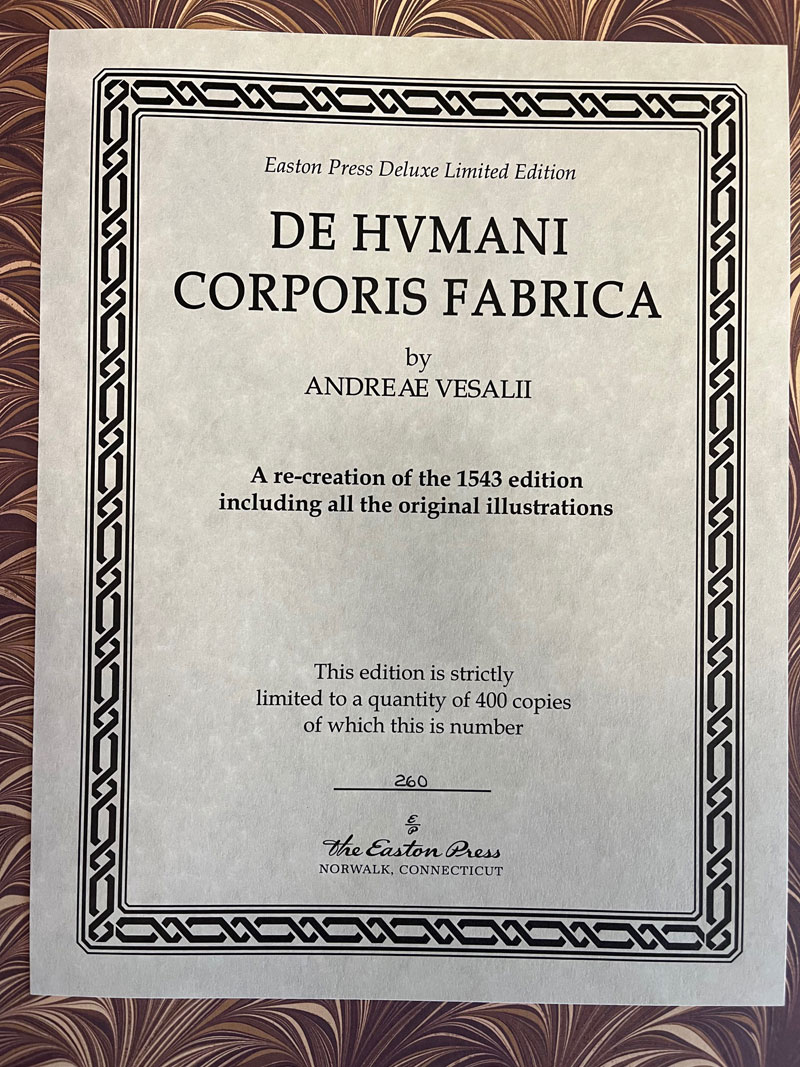 Easton Press Deluxe Limited Edition
DE HVMANI
CORPORIS FABRICA
by
ANDREAE VESALII
A re-creation of the 1543 edition
including all the original illustrations
This edition is strictly
limited to a quantity of 400 copies
of which this is number
260
E
P
the Easton Press
NORWALK, CONNECTICUT